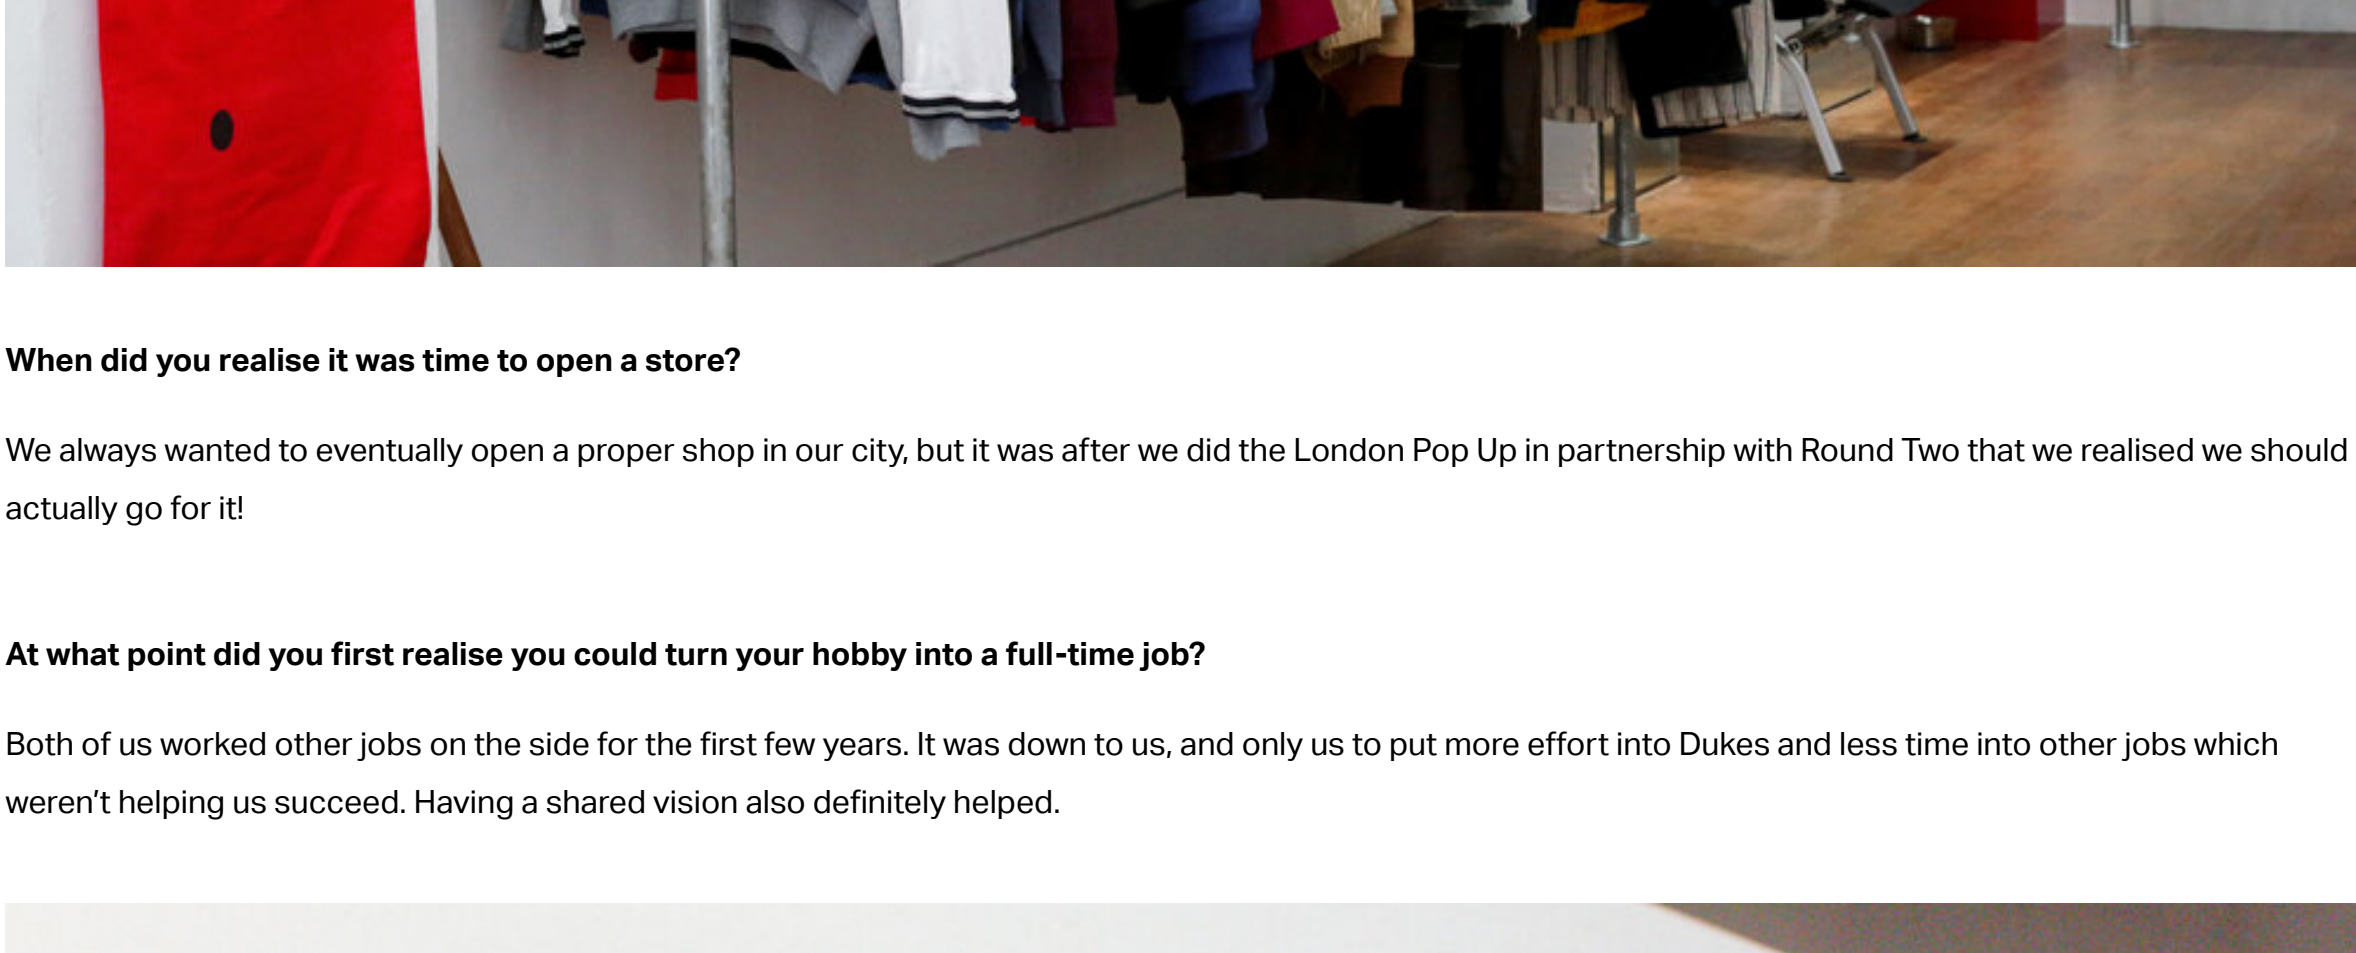 When did you realise it was time to open a store?
We always wanted to eventually open a proper shop in our city, but it was after we did the London Pop Up in partnership with Round Two that we realised we should
actually go for it!
At what point did you first realise you could turn your hobby into a full-time job?
Both of us worked other jobs on the side for the first few years. It was down to us, and only us to put more effort into Dukes and less time into other jobs which
weren’t helping us succeed. Having a shared vision also definitely helped.